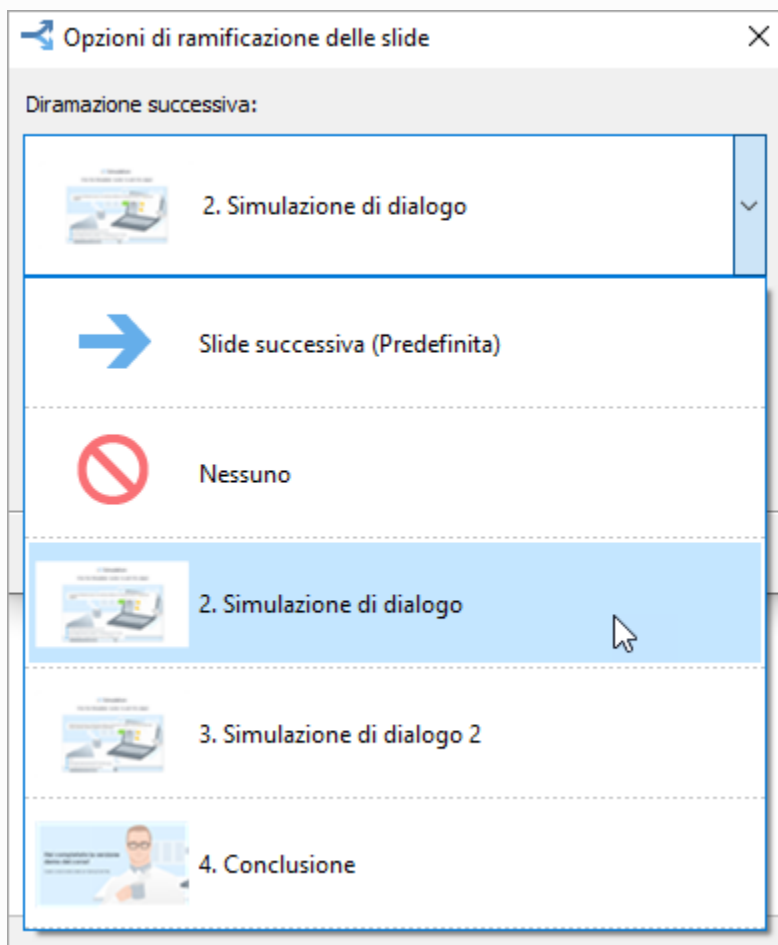 Opzioni di ramificazione delle slide
Diramazione successiva:
2. Simulazione di dialogo
Slide successiva (Predefinita)
Nessuno
2. Simulazione di dialogo
3. Simulazione di dialogo 2
4. Conclusione